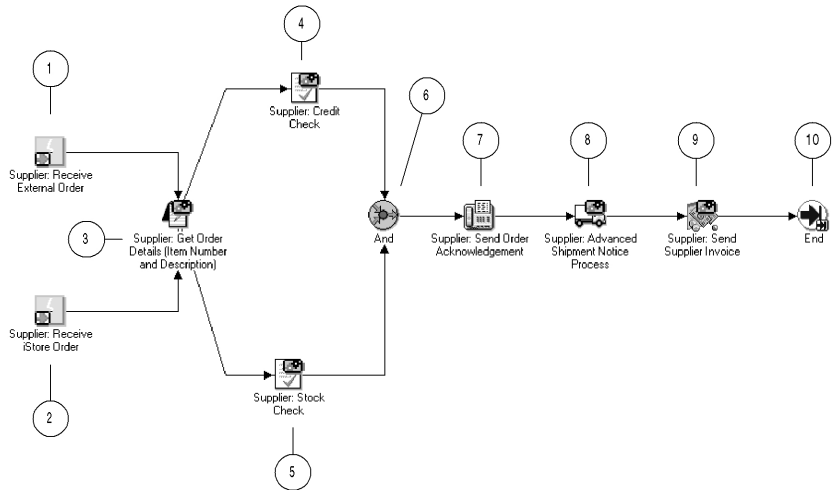 4
1
6
7
8
9
10
Supplier: Credit
Check
Supplier: Receive
External Order
3
Supplier: Get Order
Details (Item Number
and Description)
And
Supplier: Send Order
Acknowledgement
Supplier: Advanced
Shipment Notice
Process
Supplier: Send
Supplier Invoice
End
Supplier: Receive
iStore Order
2
Supplier: Stock
Check
5